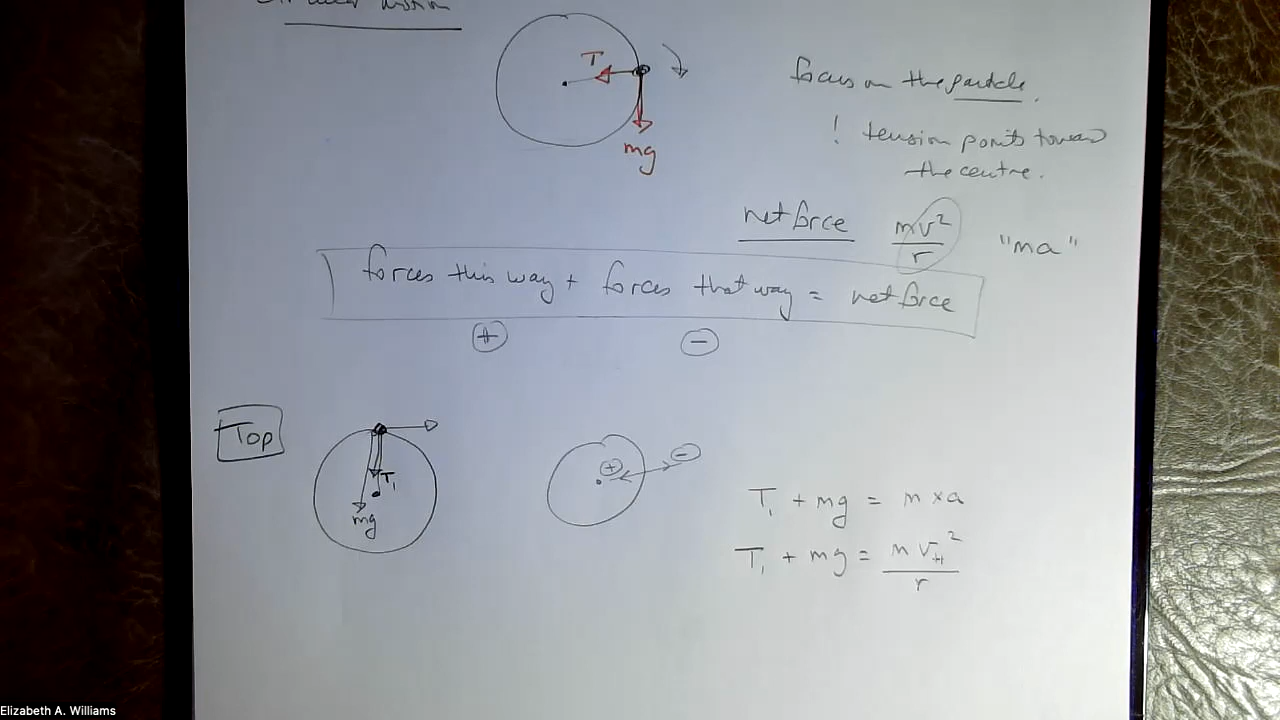 T
focus on the particle.
! tension points toward
the centre.
mg
net force mv²/r "ma"
forces this way + forces that way = net force
+ −
Top
T₁
mg
+ −
T₁ + mg = m × a
T₁ + mg = m v²/r
Elizabeth A. Williams